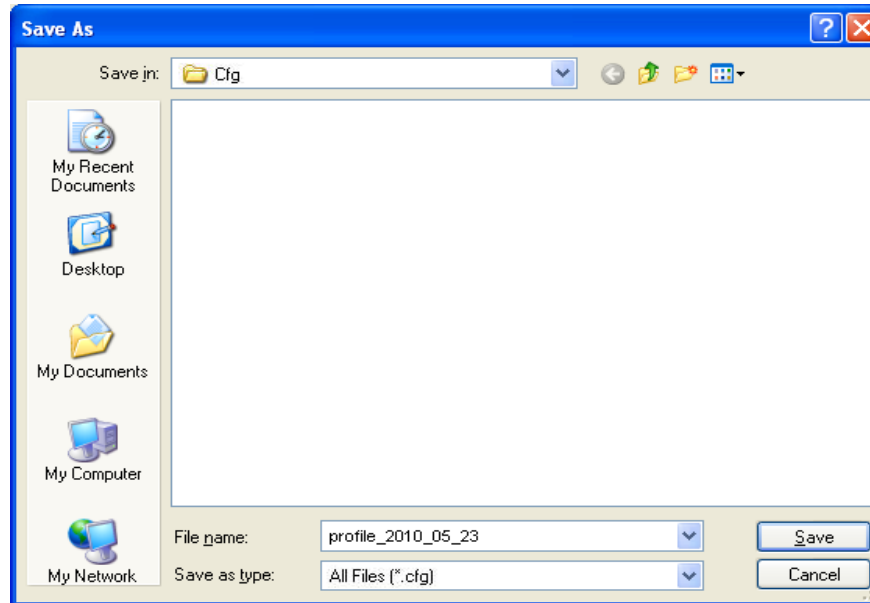 Save As
Save in:
Cfg
My Recent
Documents
Desktop
My Documents
My Computer
My Network
File name:
profile_2010_05_23
Save
Save as type:
All Files (*.cfg)
Cancel